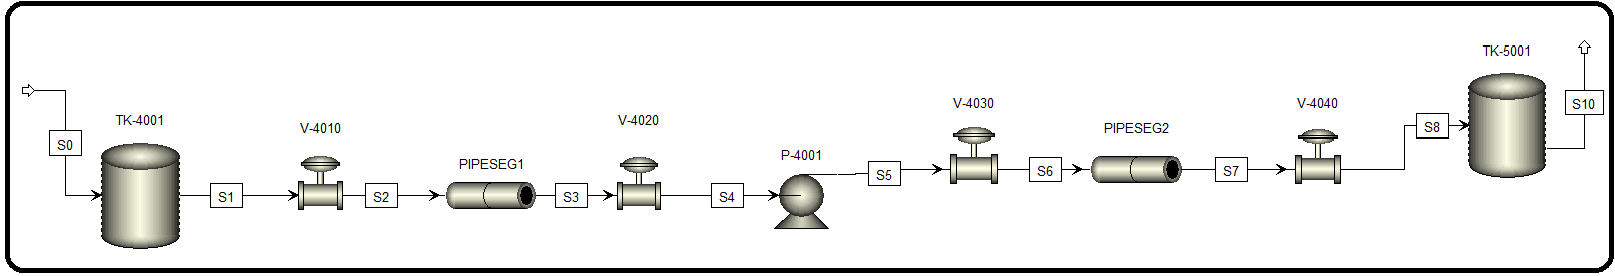 TK-4001
S0
S1
V-4010
S2
PIPESEG1
S3
V-4020
S4
P-4001
S5
V-4030
S6
PIPESEG2
S7
V-4040
S8
TK-5001
S10